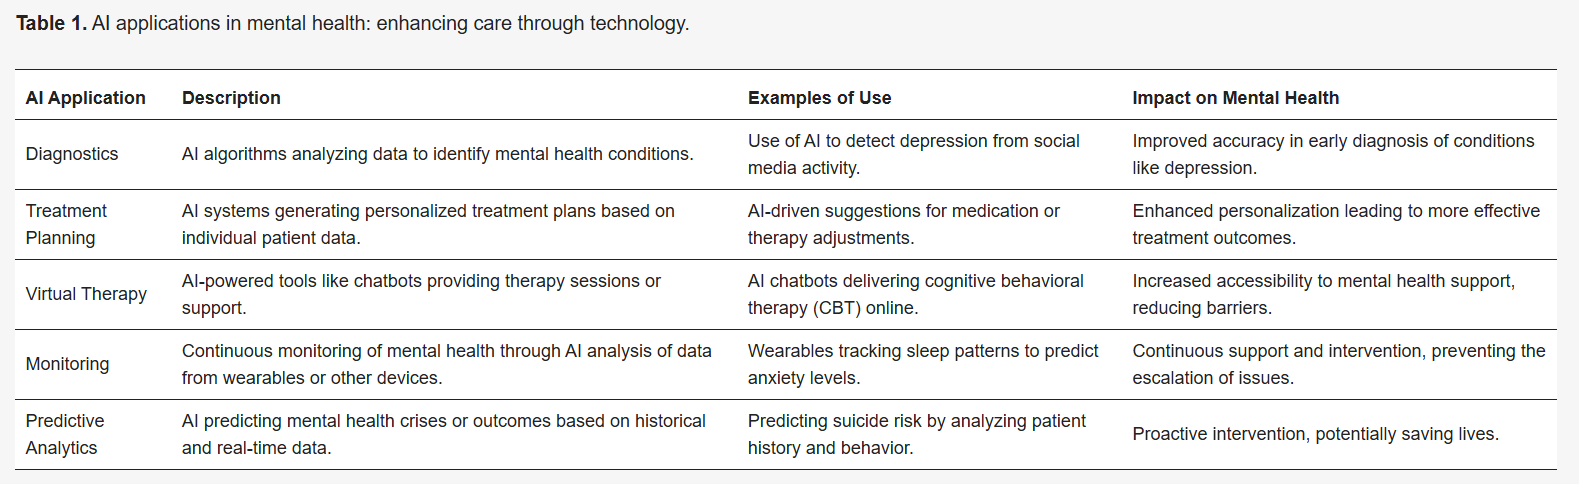 Table 1. AI applications in mental health: enhancing care through technology.
AI Application Description Examples of Use Impact on Mental Health
Diagnostics AI algorithms analyzing data to identify mental health conditions. Use of AI to detect depression from social media activity. Improved accuracy in early diagnosis of conditions like depression.
Treatment Planning AI systems generating personalized treatment plans based on individual patient data. AI-driven suggestions for medication or therapy adjustments. Enhanced personalization leading to more effective treatment outcomes.
Virtual Therapy AI-powered tools like chatbots providing therapy sessions or support. AI chatbots delivering cognitive behavioral therapy (CBT) online. Increased accessibility to mental health support, reducing barriers.
Monitoring Continuous monitoring of mental health through AI analysis of data from wearables or other devices. Wearables tracking sleep patterns to predict anxiety levels. Continuous support and intervention, preventing the escalation of issues.
Predictive Analytics AI predicting mental health crises or outcomes based on historical and real-time data. Predicting suicide risk by analyzing patient history and behavior. Proactive intervention, potentially saving lives.